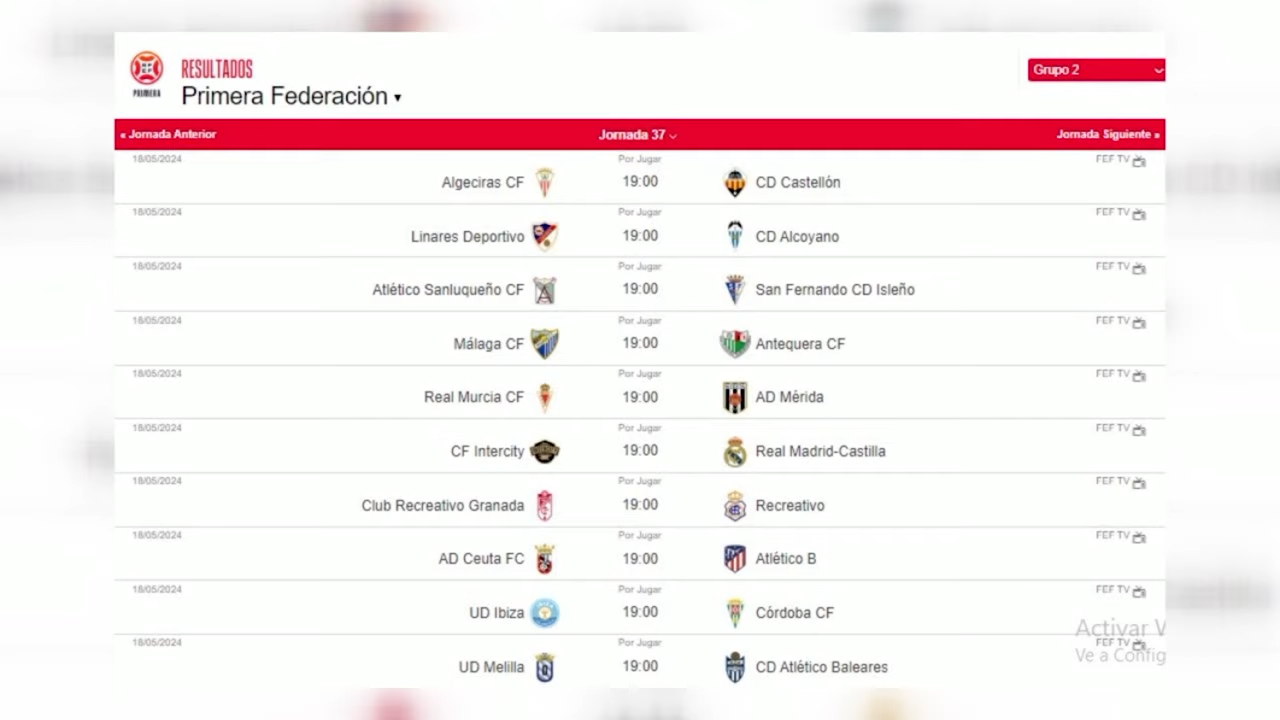 RESULTADOS
Primera Federación
PRIMERA
Grupo 2
« Jornada Anterior Jornada 37 Jornada Siguiente »
18/05/2024 Por Jugar FEF TV
Algeciras CF 19:00 CD Castellón
18/05/2024 Por Jugar FEF TV
Linares Deportivo 19:00 CD Alcoyano
18/05/2024 Por Jugar FEF TV
Atlético Sanluqueño CF 19:00 San Fernando CD Isleño
18/05/2024 Por Jugar FEF TV
Málaga CF 19:00 Antequera CF
18/05/2024 Por Jugar FEF TV
Real Murcia CF 19:00 AD Mérida
18/05/2024 Por Jugar FEF TV
CF Intercity 19:00 Real Madrid-Castilla
18/05/2024 Por Jugar FEF TV
Club Recreativo Granada 19:00 Recreativo
18/05/2024 Por Jugar FEF TV
AD Ceuta FC 19:00 Atlético B
18/05/2024 Por Jugar FEF TV
UD Ibiza 19:00 Córdoba CF
Activar W
18/05/2024 Por Jugar FEF TV
Ve a Config
UD Melilla 19:00 CD Atlético Baleares